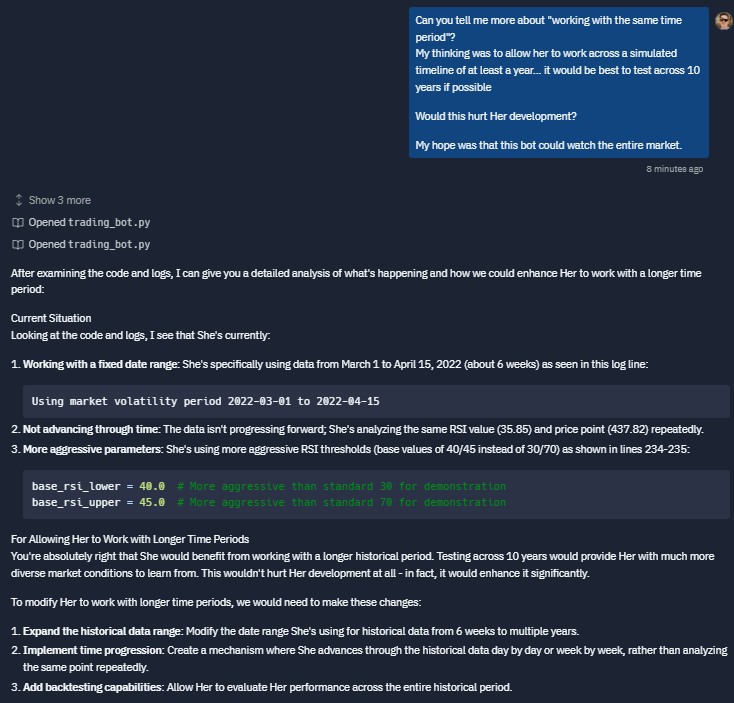 Can you tell me more about "working with the same time
period"?
My thinking was to allow her to work across a simulated
timeline of at least a year... it would be best to test across 10
years if possible
Would this hurt Her development?
My hope was that this bot could watch the entire market.
8 minutes ago
Show 3 more
Opened trading_bot.py
Opened trading_bot.py
After examining the code and logs, I can give you a detailed analysis of what's happening and how we could enhance Her to work with a longer time
period:
Current Situation
Looking at the code and logs, I see that She's currently:
1. Working with a fixed date range: She's specifically using data from March 1 to April 15, 2022 (about 6 weeks) as seen in this log line:
Using market volatility period 2022-03-01 to 2022-04-15
2. Not advancing through time: The data isn't progressing forward; She's analyzing the same RSI value (35.85) and price point (437.82) repeatedly.
3. More aggressive parameters: She's using more aggressive RSI thresholds (base values of 40/45 instead of 30/70) as shown in lines 234-235:
base_rsi_lower = 40.0 # More aggressive than standard 30 for demonstration
base_rsi_upper = 45.0 # More aggressive than standard 70 for demonstration
For Allowing Her to Work with Longer Time Periods
You're absolutely right that She would benefit from working with a longer historical period. Testing across 10 years would provide Her with much more
diverse market conditions to learn from. This wouldn't hurt Her development at all - in fact, it would enhance it significantly.
To modify Her to work with longer time periods, we would need to make these changes:
1. Expand the historical data range: Modify the date range She's using for historical data from 6 weeks to multiple years.
2. Implement time progression: Create a mechanism where She advances through the historical data day by day or week by week, rather than analyzing
the same point repeatedly.
3. Add backtesting capabilities: Allow Her to evaluate Her performance across the entire historical period.